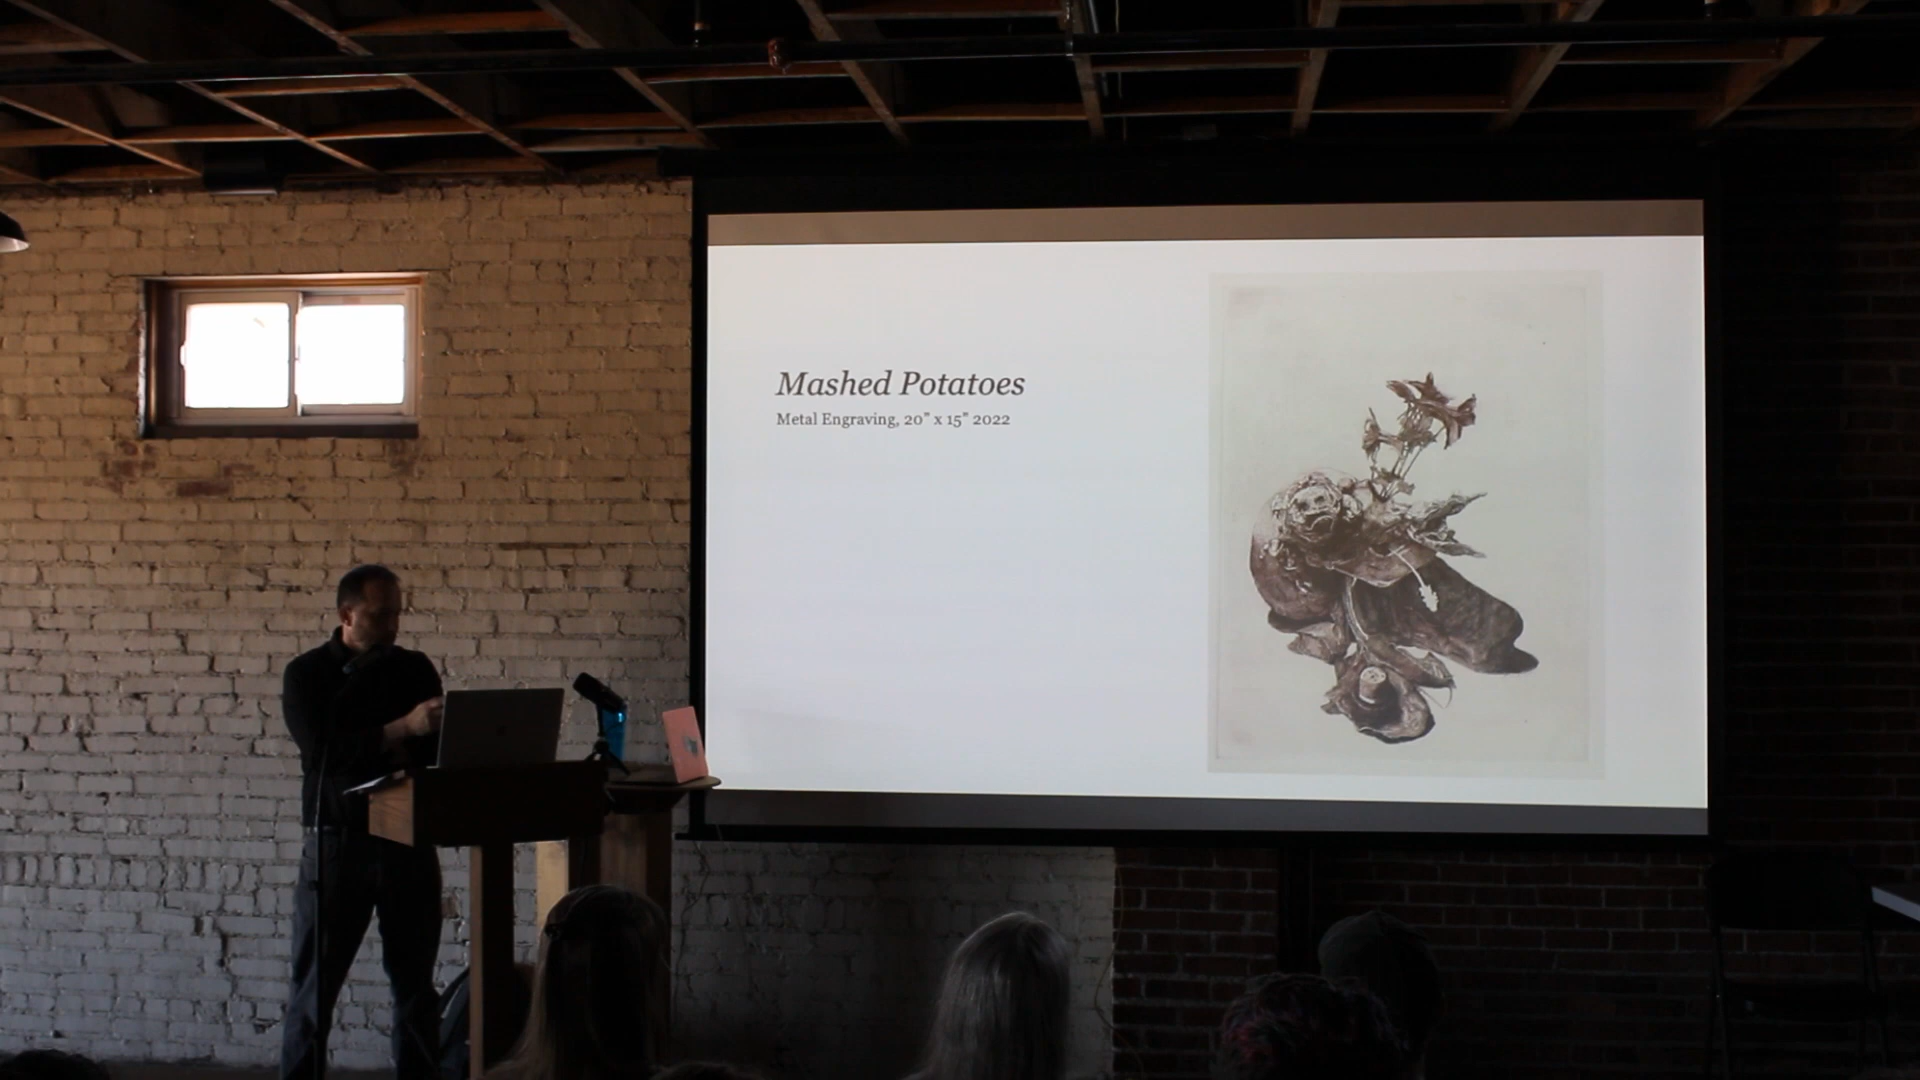 Mashed Potatoes
Metal Engraving, 20” x 15” 2022